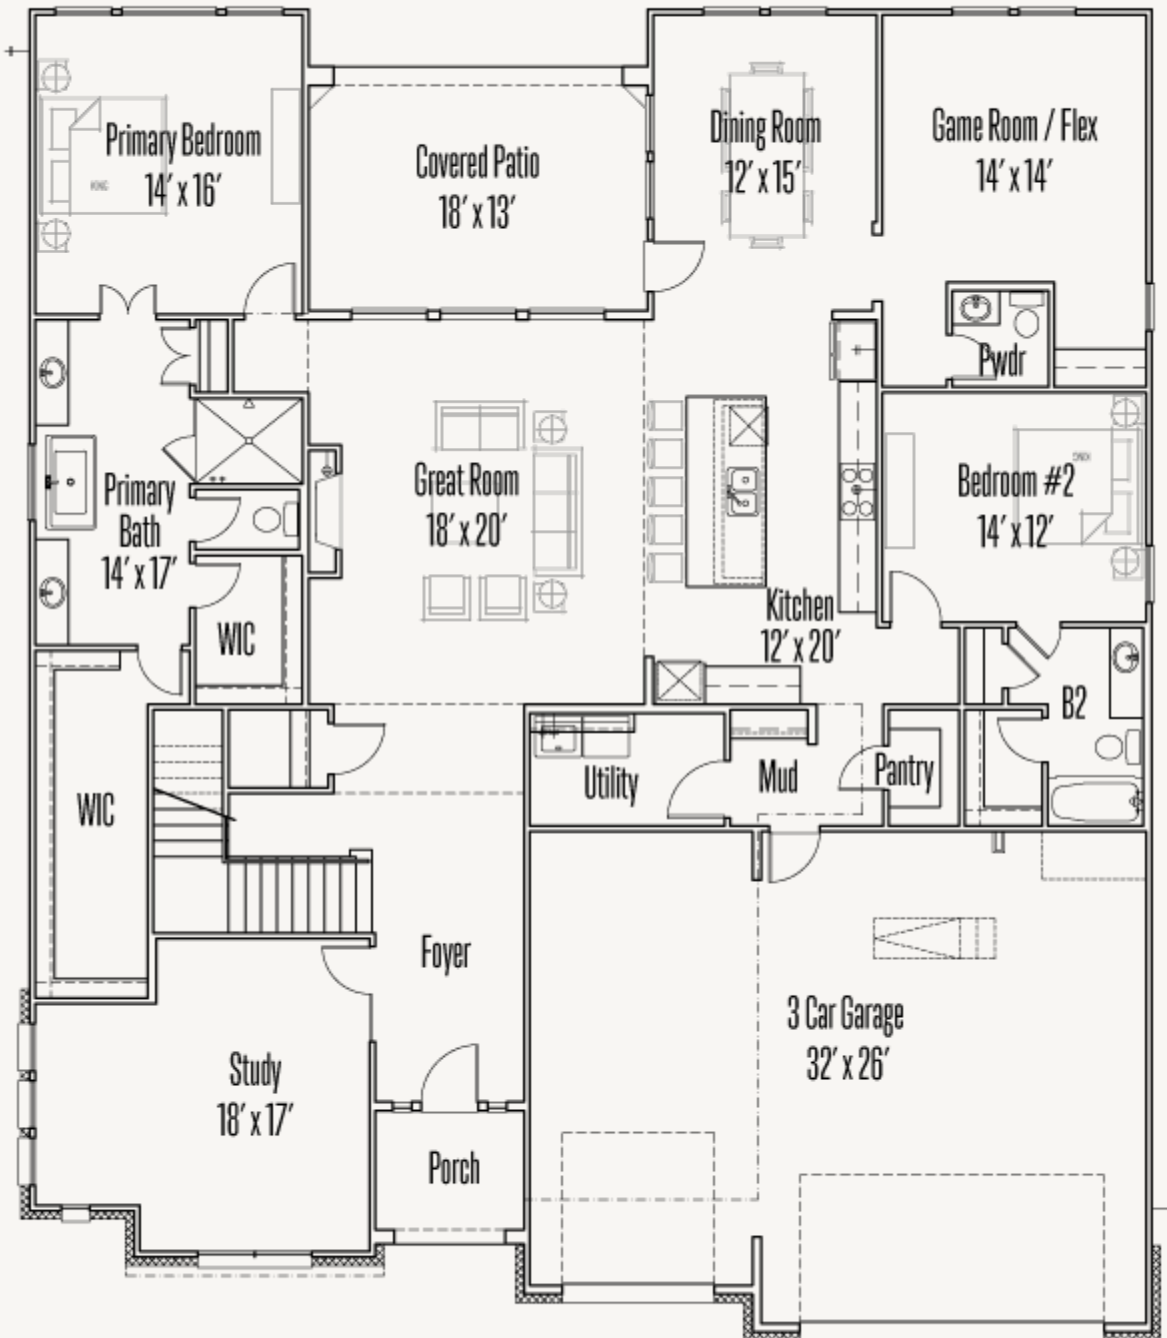 Primary Bedroom
14' x 16'
KING
Covered Patio
18' x 13'
Dining Room
12' x 15'
Game Room / Flex
14' x 14'
Pwdr
Primary
Bath
14' x 17'
Great Room
18' x 20'
Bedroom #2
14' x 12'
KING
Kitchen
12' x 20'
WIC
B2
WIC
Utility
Mud
Pantry
Foyer
3 Car Garage
32' x 26'
Study
18' x 17'
Porch